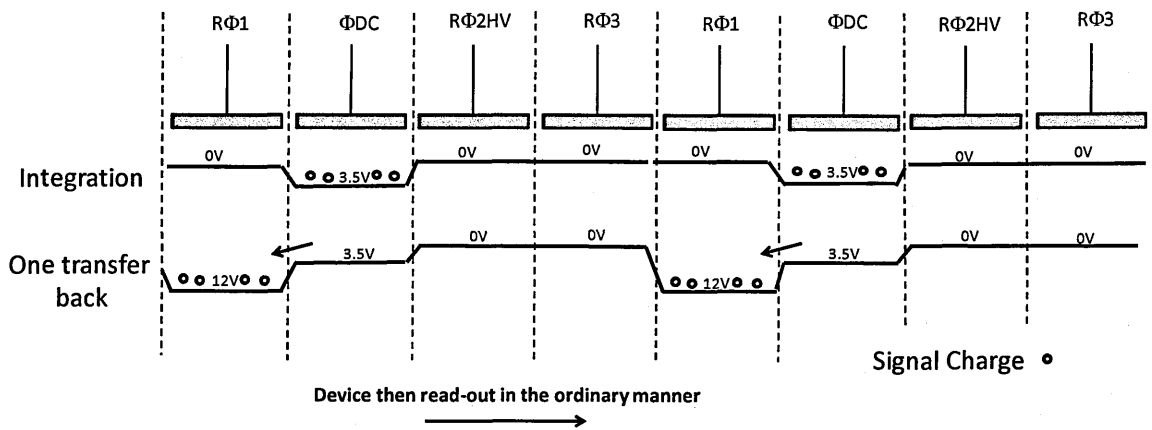 RΦ1 ΦDC RΦ2HV RΦ3 RΦ1 ΦDC RΦ2HV RΦ3
Integration 0V 3.5V 0V 0V 0V 3.5V 0V 0V
One transfer back 12V 3.5V 0V 0V 12V 3.5V 0V 0V
Signal Charge
Device then read-out in the ordinary manner